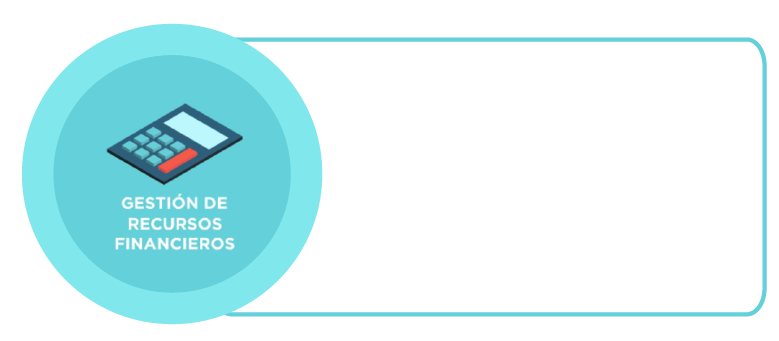 GESTIÓN DE
RECURSOS
FINANCIEROS